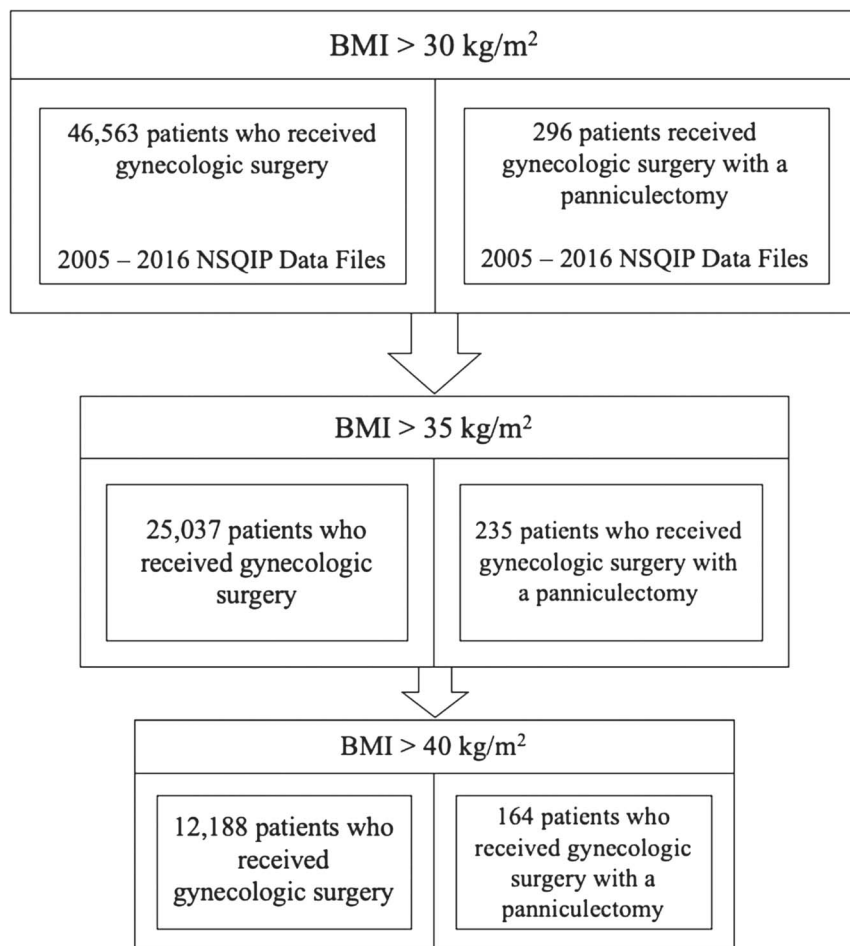 BMI > 30 kg/m²
46,563 patients who received
gynecologic surgery
2005 – 2016 NSQIP Data Files
296 patients received
gynecologic surgery with a
panniculectomy
2005 – 2016 NSQIP Data Files
BMI > 35 kg/m²
25,037 patients who
received gynecologic
surgery
235 patients who received
gynecologic surgery with
a panniculectomy
BMI > 40 kg/m²
12,188 patients who
received
gynecologic surgery
164 patients who
received gynecologic
surgery with a
panniculectomy